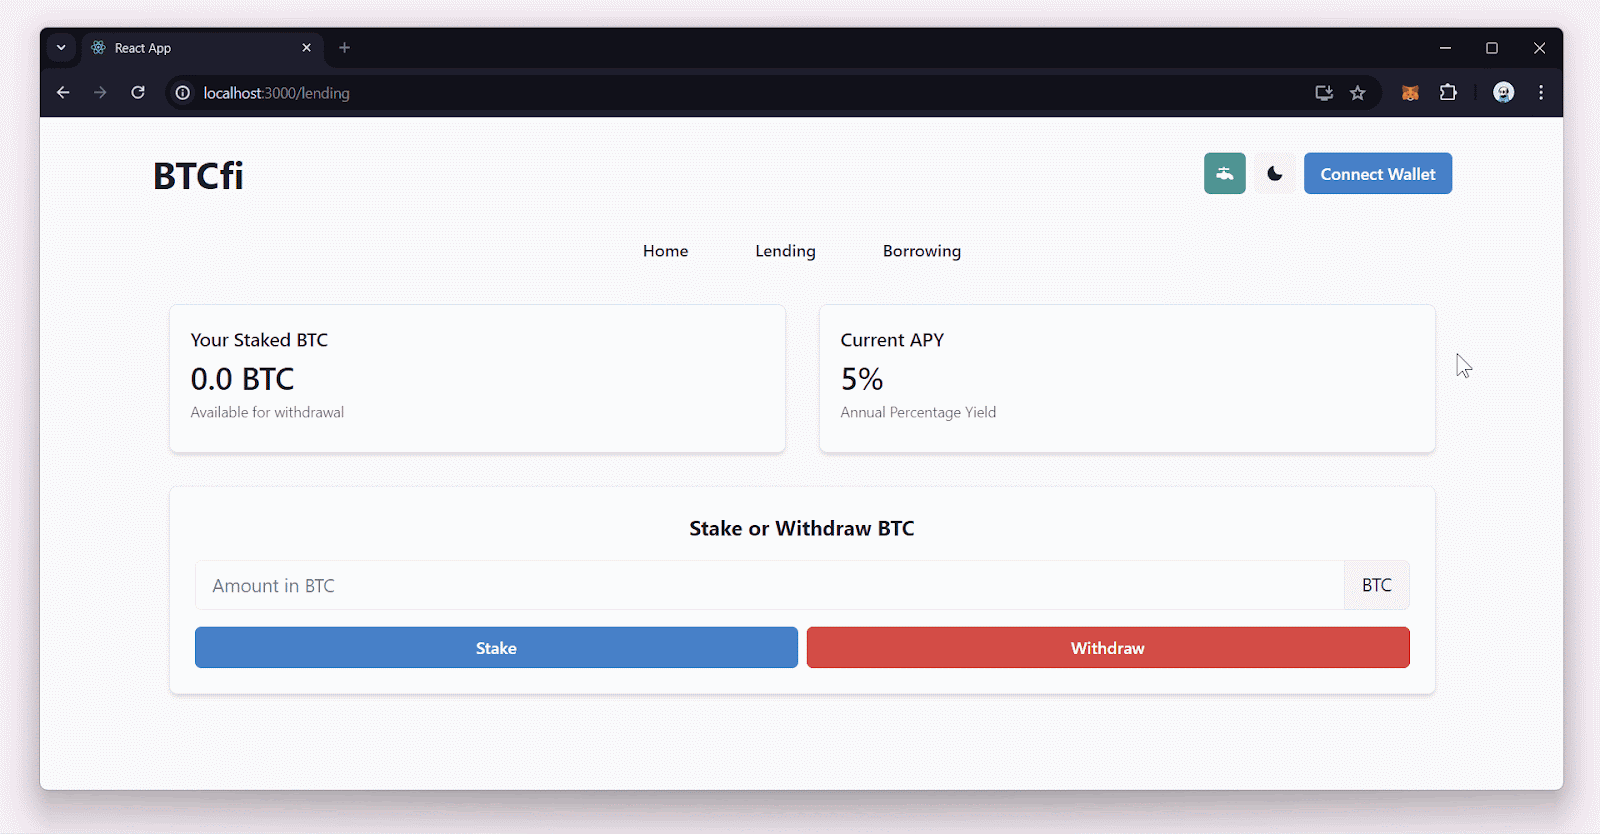 React App
localhost:3000/lending
BTCfi
Connect Wallet
Home Lending Borrowing
Your Staked BTC
0.0 BTC
Available for withdrawal
Current APY
5%
Annual Percentage Yield
Stake or Withdraw BTC
Amount in BTC BTC
Stake Withdraw